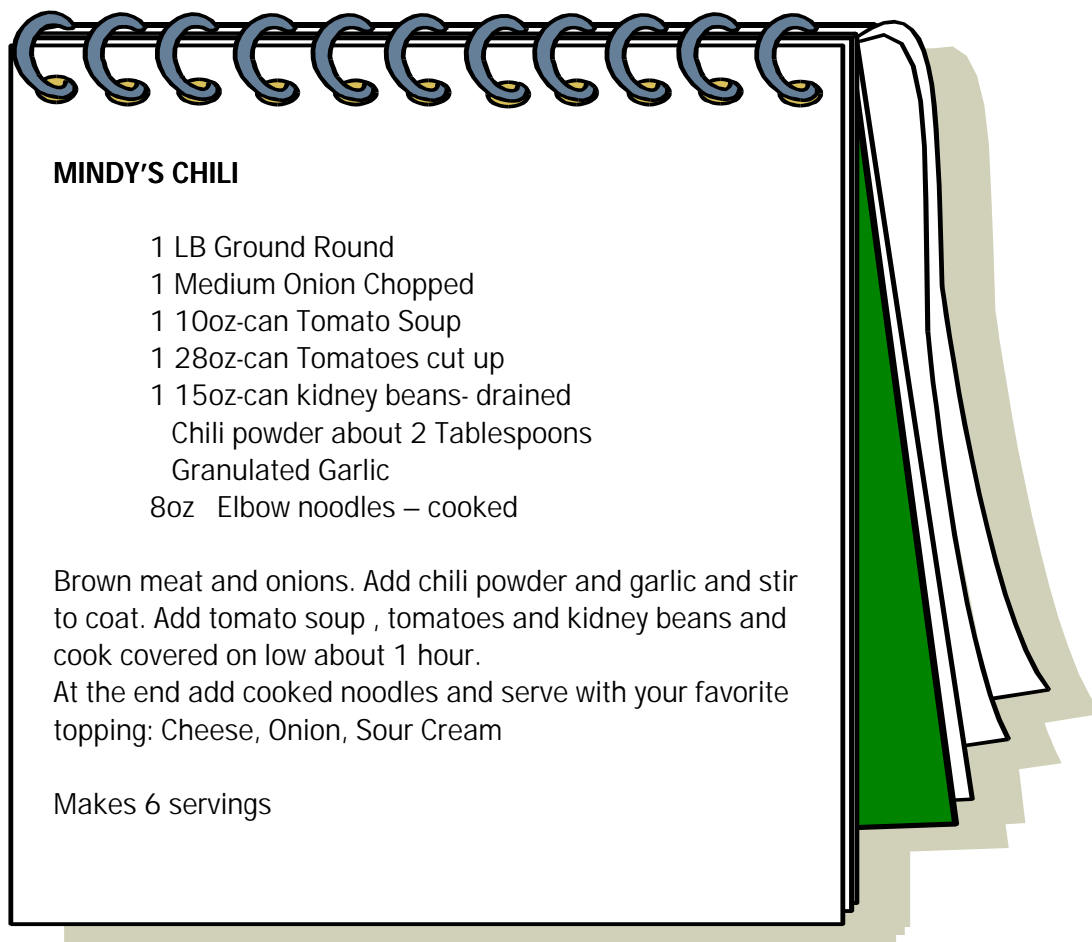 MINDY'S CHILI
1 LB Ground Round
1 Medium Onion Chopped
1 10oz-can Tomato Soup
1 28oz-can Tomatoes cut up
1 15oz-can kidney beans- drained
Chili powder about 2 Tablespoons
Granulated Garlic
8oz Elbow noodles – cooked
Brown meat and onions. Add chili powder and garlic and stir
to coat. Add tomato soup , tomatoes and kidney beans and
cook covered on low about 1 hour.
At the end add cooked noodles and serve with your favorite
topping: Cheese, Onion, Sour Cream
Makes 6 servings